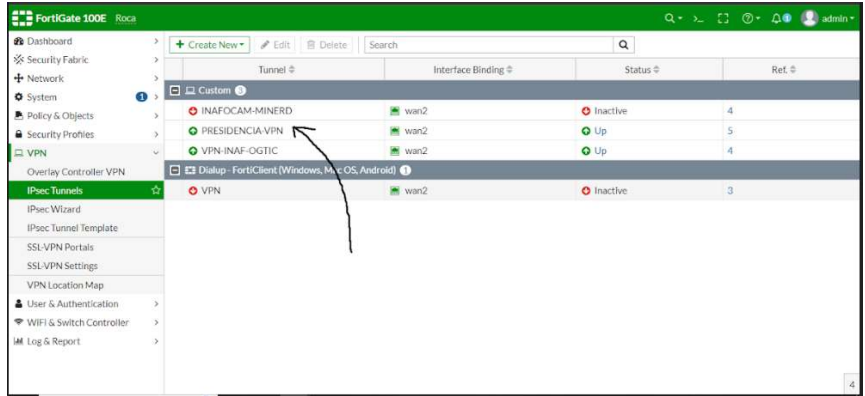 FortiGate 100E Roca
admin
Dashboard
Security Fabric
Network
System 1
Policy & Objects
Security Profiles
VPN
Overlay Controller VPN
IPsec Tunnels
IPsec Wizard
IPsec Tunnel Template
SSL-VPN Portals
SSL-VPN Settings
VPN Location Map
User & Authentication
WiFi & Switch Controller
Log & Report
+ Create New Edit Delete Search
Tunnel Interface Binding Status Ref.
Custom 3
INAFOCAM-MINERD wan2 Inactive 4
PRESIDENCIA-VPN wan2 Up 5
VPN-INAF-OGTIC wan2 Up 4
Dialup - FortiClient (Windows, Mac OS, Android) 1
VPN wan2 Inactive 3
4